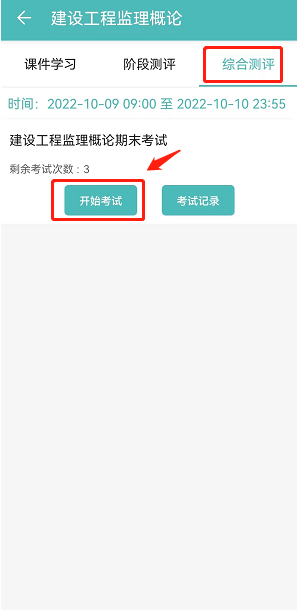 建设工程监理概论
课件学习 阶段测评 综合测评
时间：2022-10-09 09:00 至 2022-10-10 23:55
建设工程监理概论期末考试
剩余考试次数：3
开始考试 考试记录